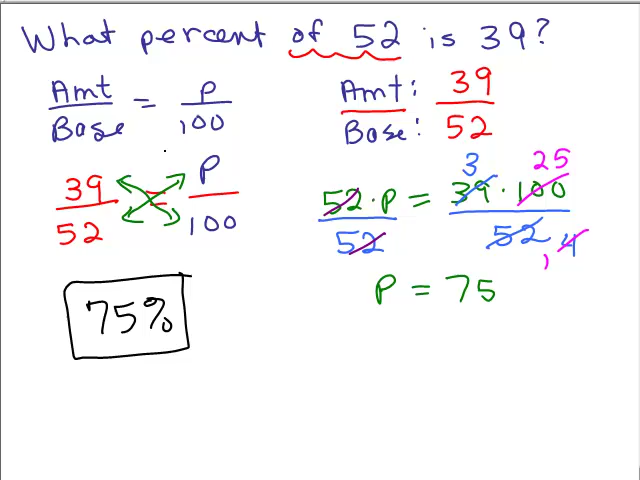 What percent of 52 is 39?
Amt/Base = P/100
Amt: 39
Base: 52
39/52 = P/100
52 · P / 52 = 39 · 100 / 52
3 25
1 4
P = 75
75%